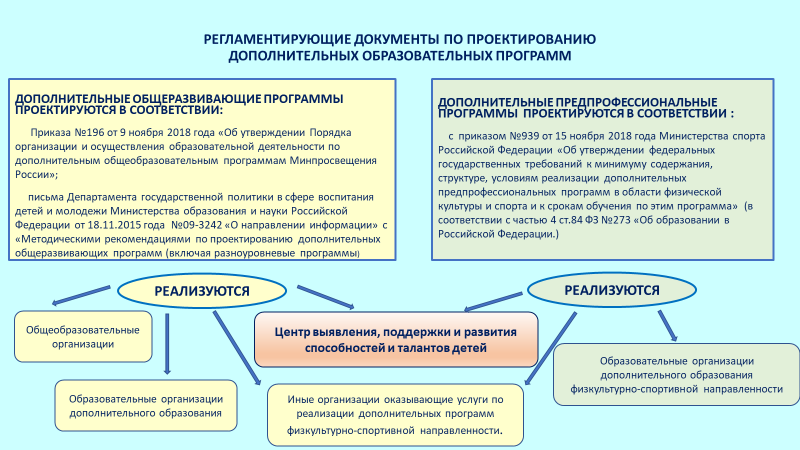 РЕГЛАМЕНТИРУЮЩИЕ ДОКУМЕНТЫ ПО ПРОЕКТИРОВАНИЮ
ДОПОЛНИТЕЛЬНЫХ ОБРАЗОВАТЕЛЬНЫХ ПРОГРАММ
ДОПОЛНИТЕЛЬНЫЕ ОБЩЕРАЗВИВАЮЩИЕ ПРОГРАММЫ
ПРОЕКТИРУЮТСЯ В СООТВЕТСТВИИ:
Приказа №196 от 9 ноября 2018 года «Об утверждении Порядка
организации и осуществления образовательной деятельности по
дополнительным общеобразовательным программам Минпросвещения
России»;
письма Департамента государственной политики в сфере воспитания
детей и молодежи Министерства образования и науки Российской
Федерации от 18.11.2015 года №09-3242 «О направлении информации» с
«Методическими рекомендациями по проектированию дополнительных
общеразвивающих программ (включая разноуровневые программы)
ДОПОЛНИТЕЛЬНЫЕ ПРЕДПРОФЕССИОНАЛЬНЫЕ
ПРОГРАММЫ ПРОЕКТИРУЮТСЯ В СООТВЕТСТВИИ :
с приказом №939 от 15 ноября 2018 года Министерства спорта
Российской Федерации «Об утверждении федеральных
государственных требований к минимуму содержания,
структуре, условиям реализации дополнительных
предпрофессиональных программ в области физической
культуры и спорта и к срокам обучения по этим программа» (в
соответствии с частью 4 ст.84 ФЗ №273 «Об образовании в
Российской Федерации.)
РЕАЛИЗУЮТСЯ
РЕАЛИЗУЮТСЯ
Общеобразовательные
организации
Центр выявления, поддержки и развития
способностей и талантов детей
Образовательные организации
дополнительного образования
физкультурно-спортивной направленности
Образовательные организации
дополнительного образования
Иные организации оказывающие услуги по
реализации дополнительных программ
физкультурно-спортивной направленности.